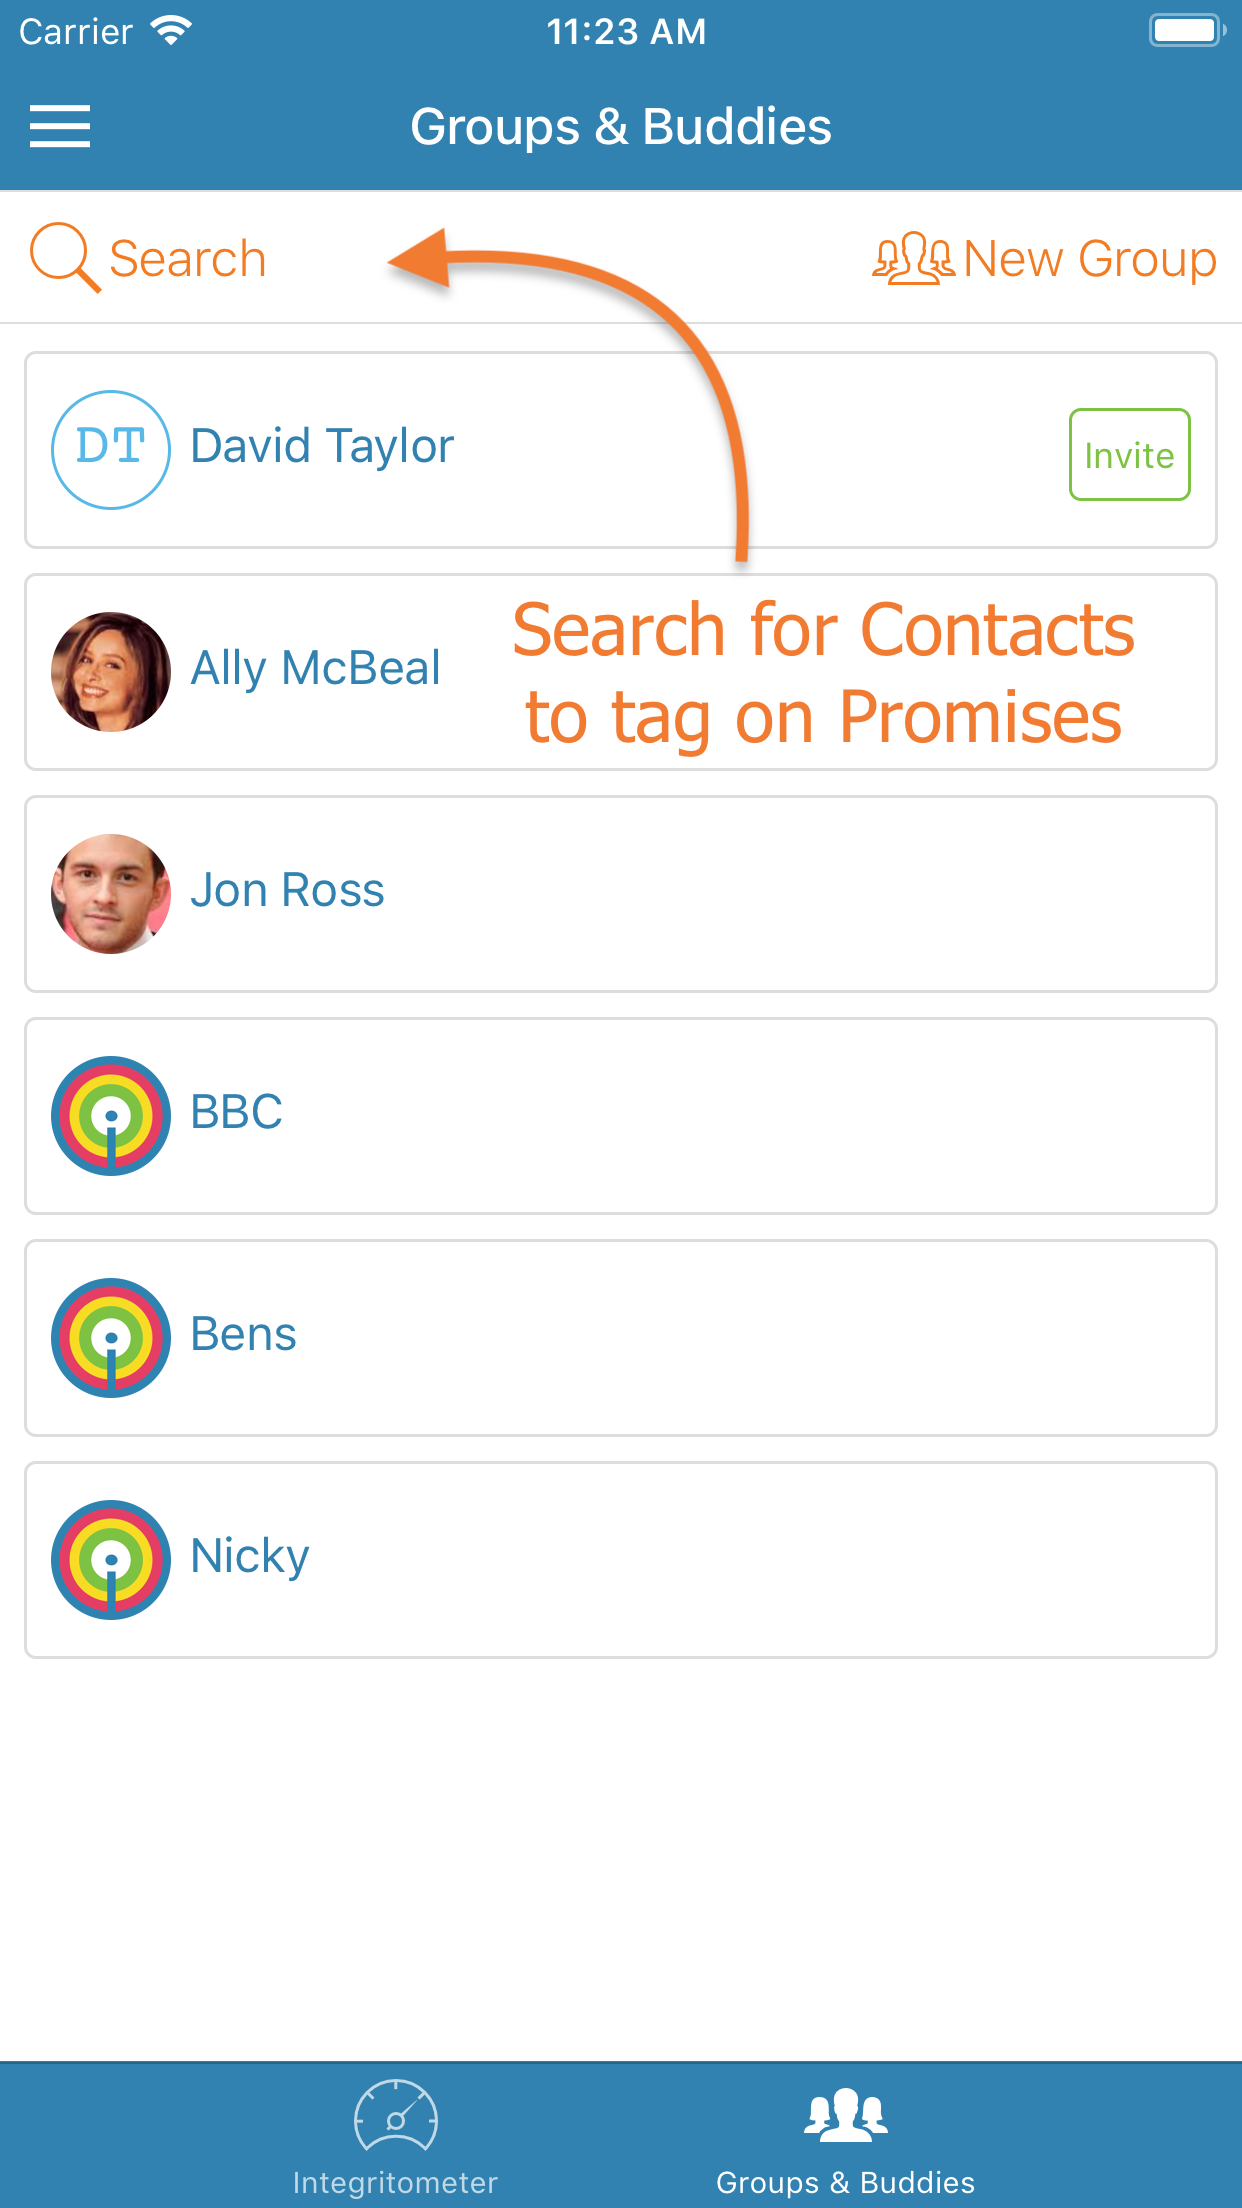 Carrier 11:23 AM
Groups & Buddies
Search New Group
DT David Taylor Invite
Ally McBeal
Search for Contacts
to tag on Promises
Jon Ross
BBC
Bens
Nicky
Integritometer Groups & Buddies